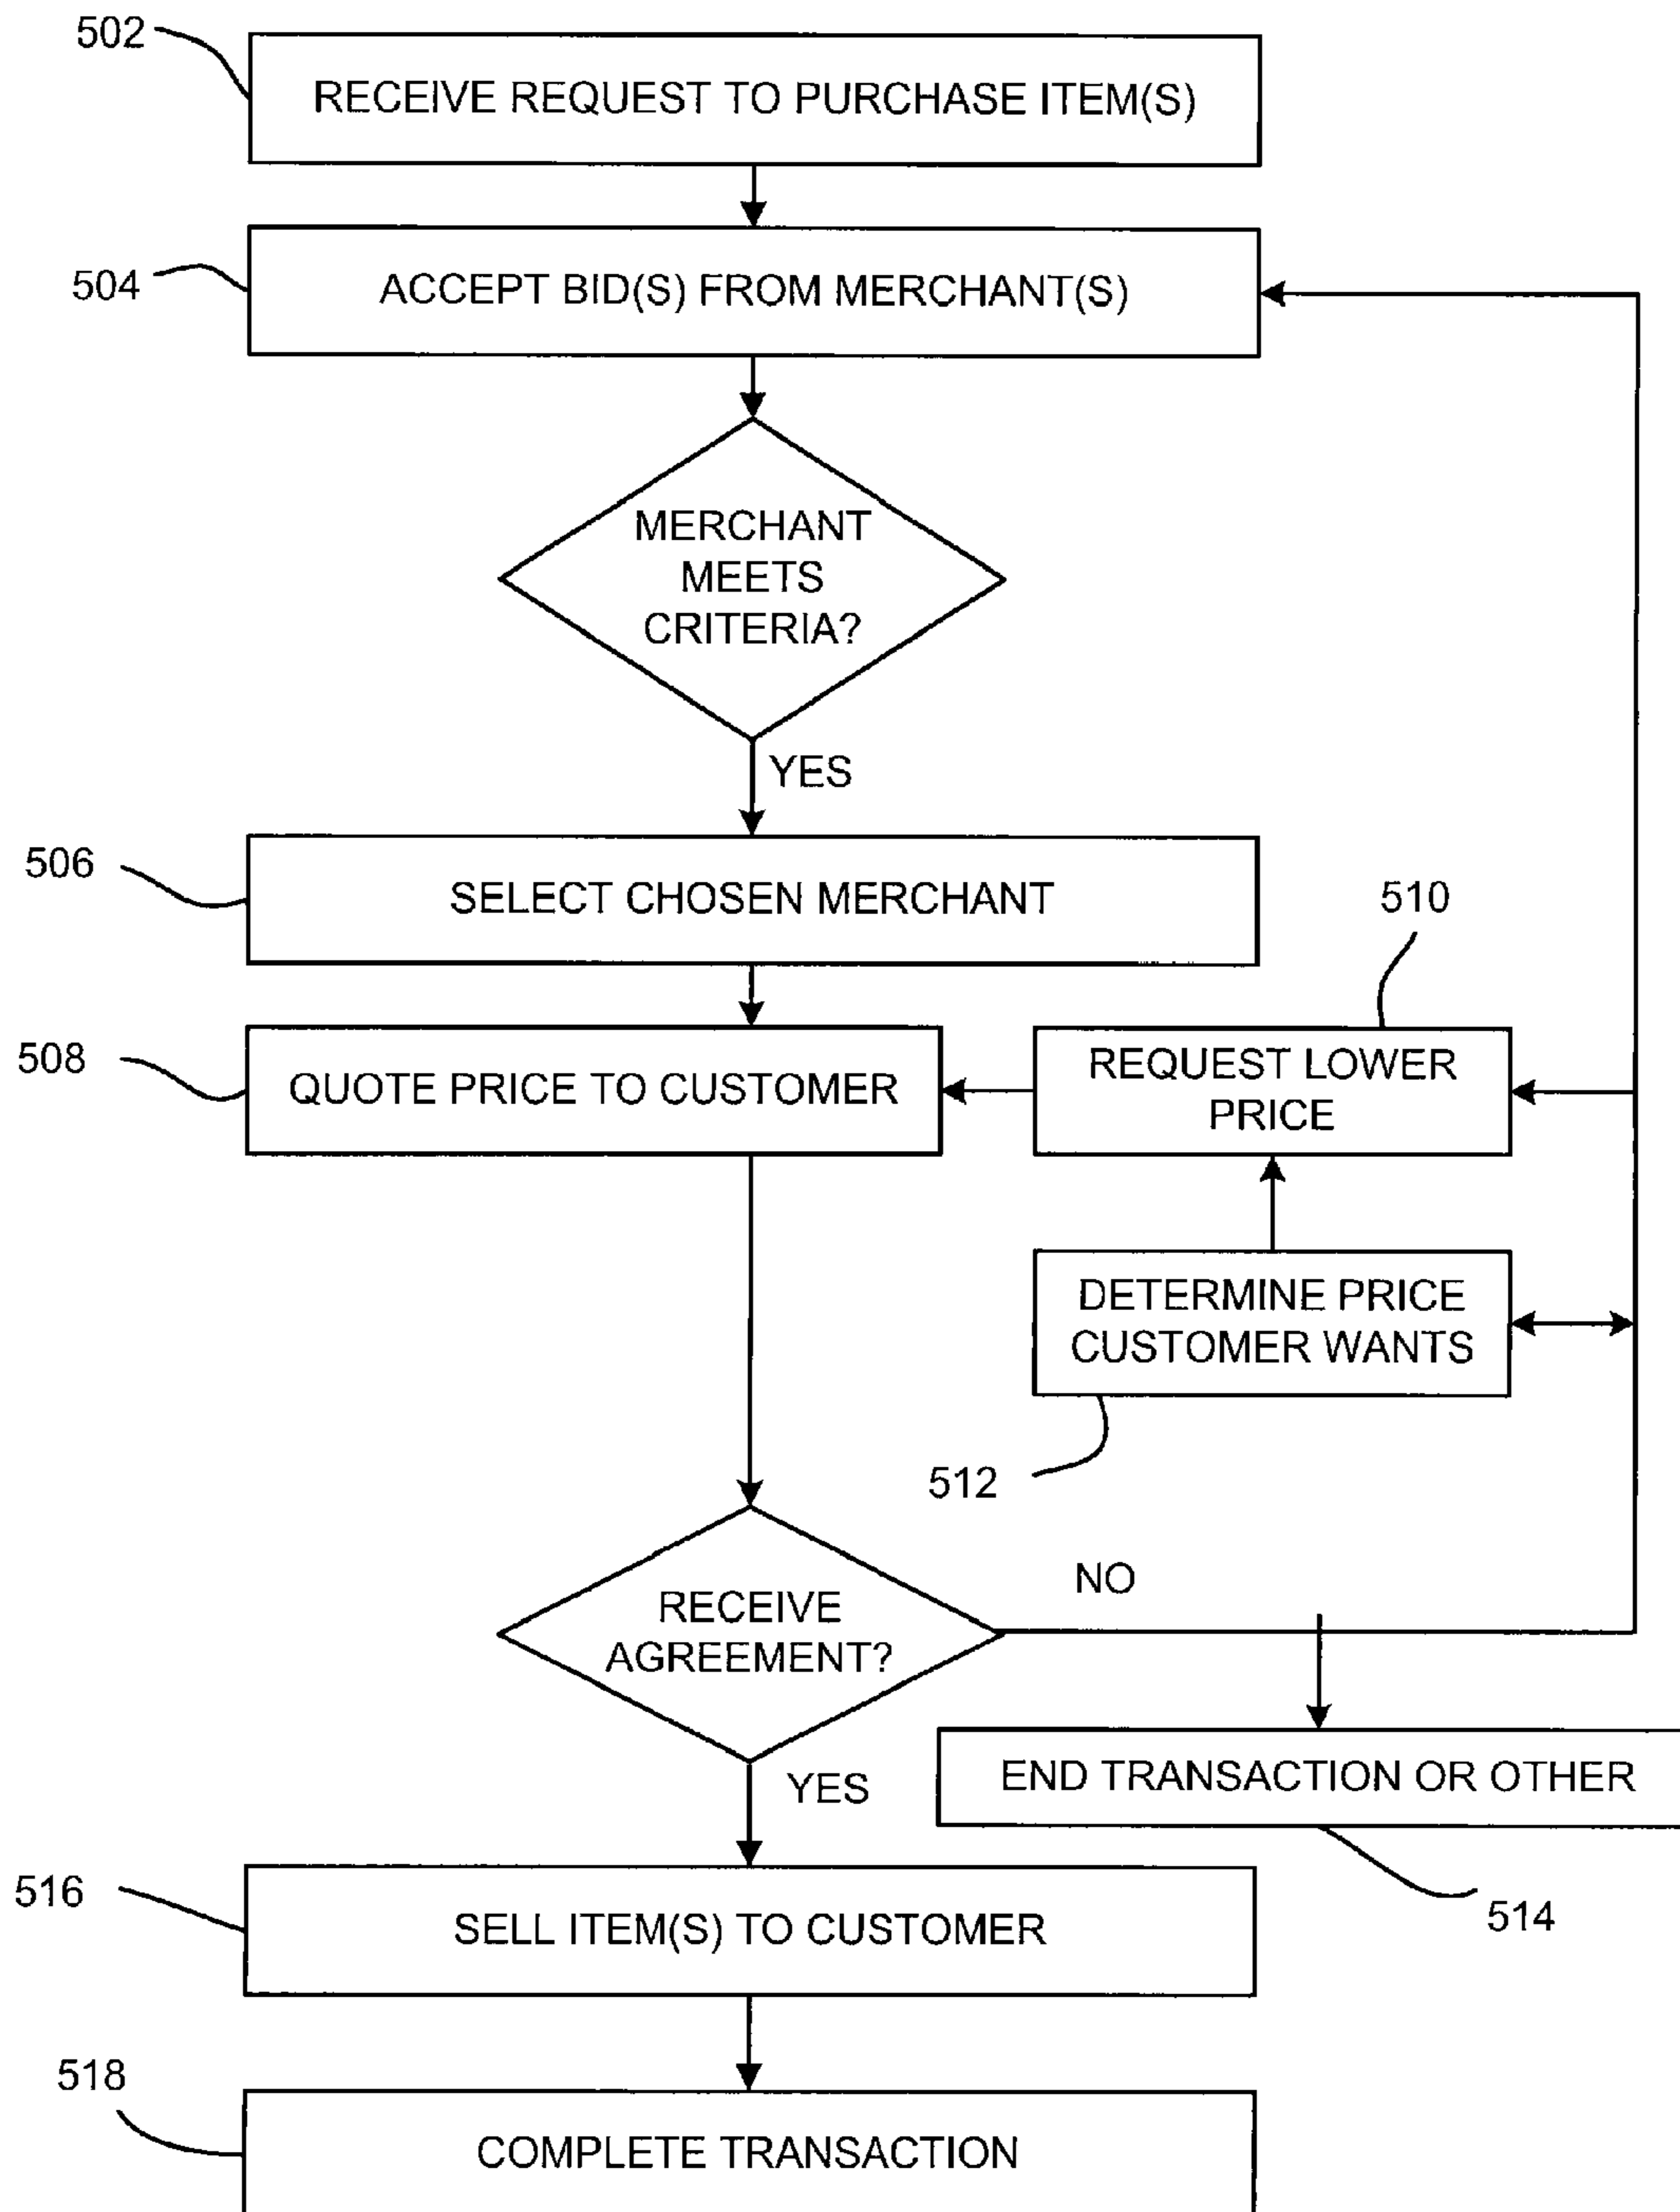 502
RECEIVE REQUEST TO PURCHASE ITEM(S)
504
ACCEPT BID(S) FROM MERCHANT(S)
MERCHANT
MEETS
CRITERIA?
YES
506
SELECT CHOSEN MERCHANT
510
508
QUOTE PRICE TO CUSTOMER
REQUEST LOWER
PRICE
DETERMINE PRICE
CUSTOMER WANTS
512
NO
RECEIVE
AGREEMENT?
YES
END TRANSACTION OR OTHER
514
516
SELL ITEM(S) TO CUSTOMER
518
COMPLETE TRANSACTION